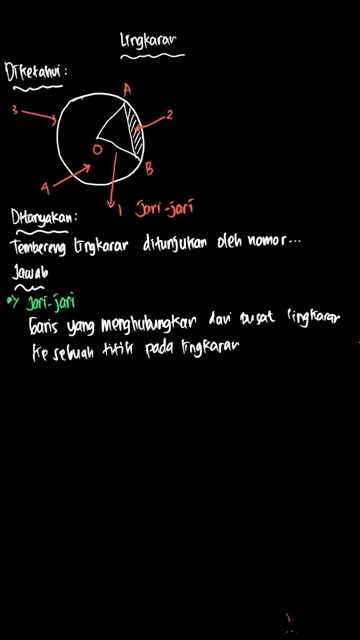 Lingkaran
Diketahui:
A
3
2
O
B
4
1 Jari-jari
Ditanyakan:
Tembereng lingkaran ditunjukan oleh nomor...
Jawab
Jari-jari
Garis yang menghubungkan dari pusat lingkaran
ke sebuah titik pada lingkaran